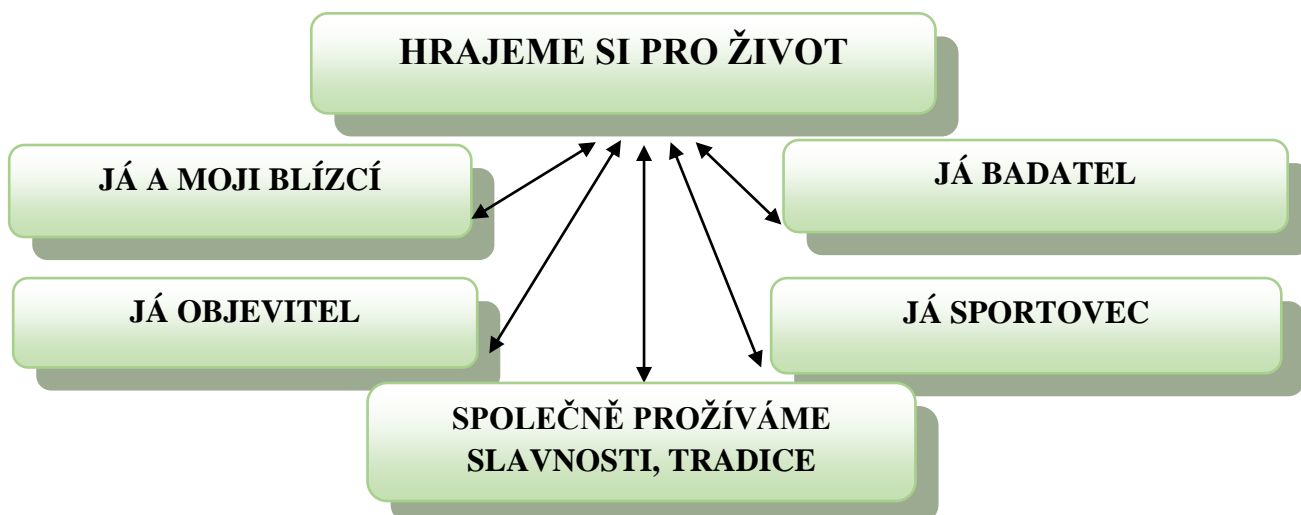 HRAJEME SI PRO ŽIVOT
JÁ A MOJI BLÍZCÍ
JÁ BADATEL
JÁ OBJEVITEL
JÁ SPORTOVEC
SPOLEČNĚ PROŽÍVÁME
SLAVNOSTI, TRADICE